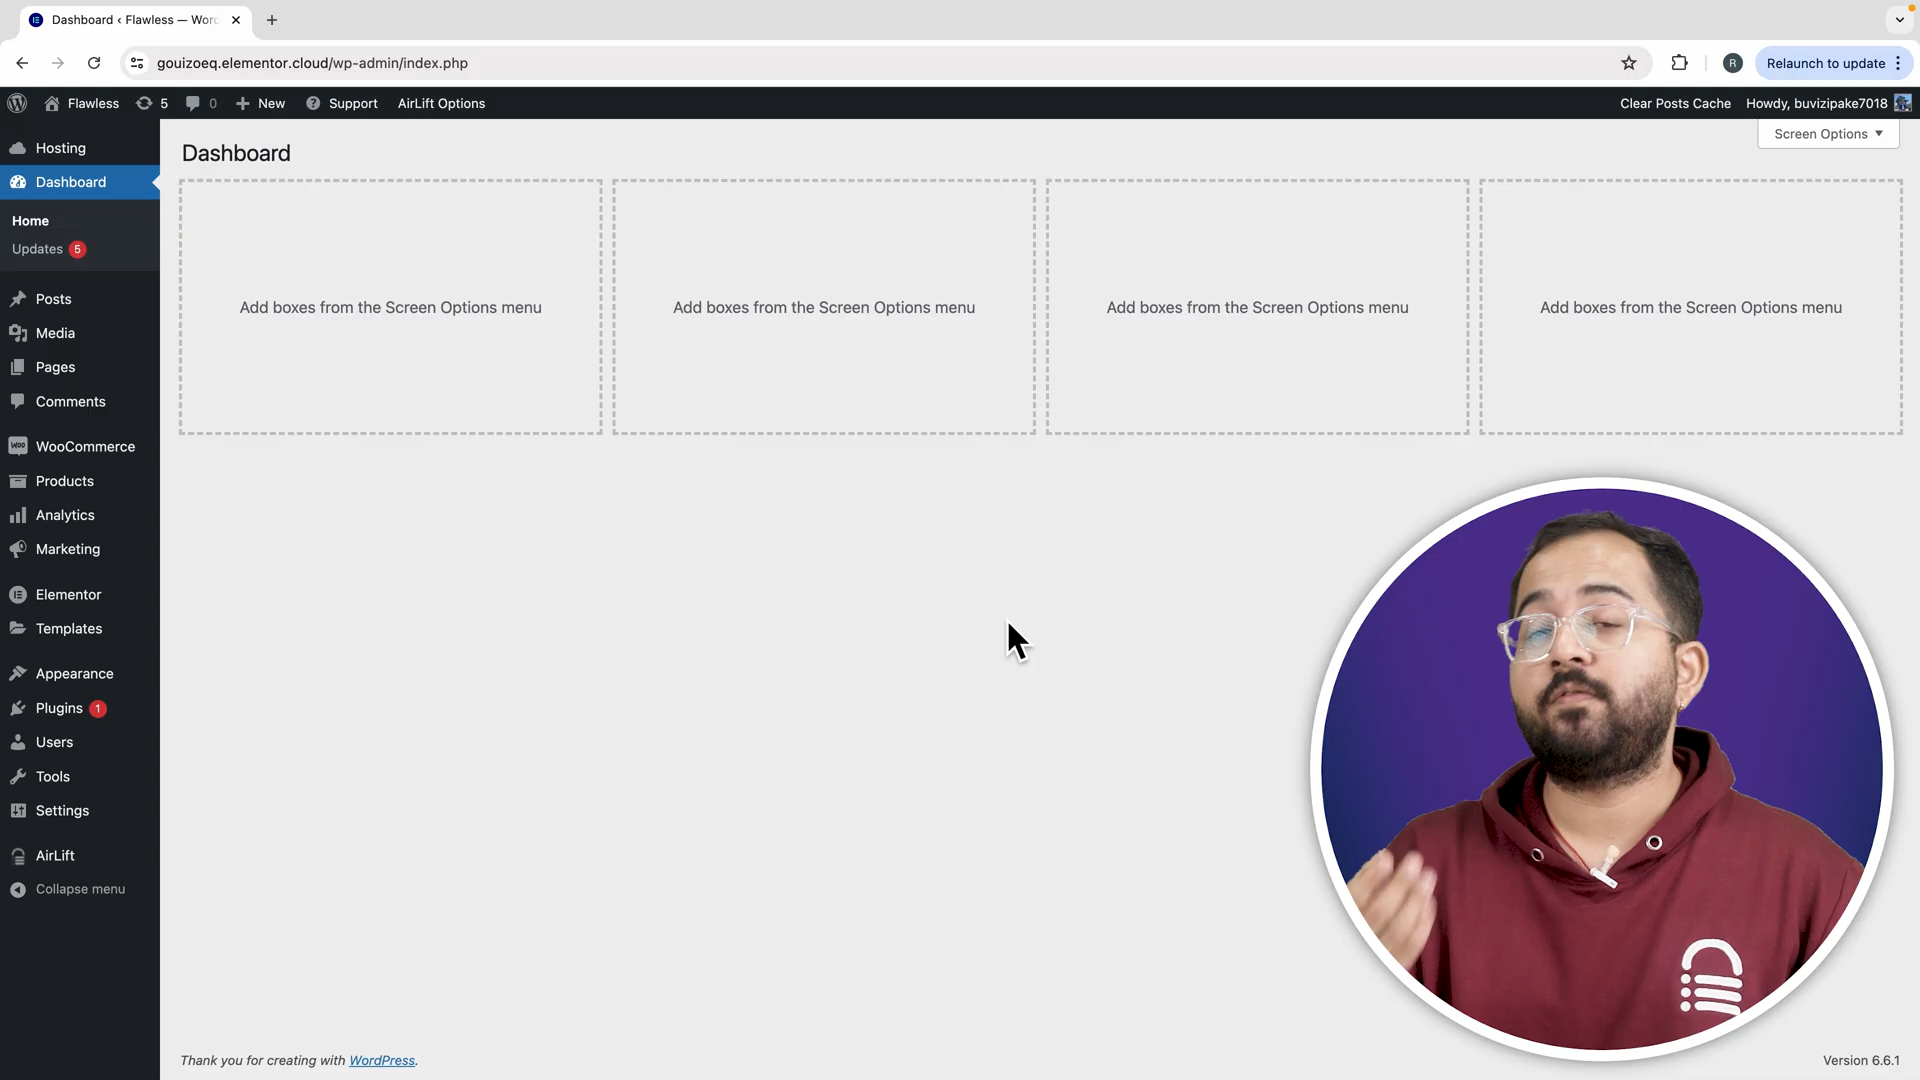 Dashboard ‹ Flawless — Word
gouizoeq.elementor.cloud/wp-admin/index.php
R
Relaunch to update
Flawless
5
0
New
Support
AirLift Options
Clear Posts Cache
Howdy, buvizipake7018
Hosting
Dashboard
Home
Updates 5
Posts
Media
Pages
Comments
WooCommerce
Products
Analytics
Marketing
Elementor
Templates
Appearance
Plugins 1
Users
Tools
Settings
AirLift
Collapse menu
Screen Options
Dashboard
Add boxes from the Screen Options menu
Add boxes from the Screen Options menu
Add boxes from the Screen Options menu
Add boxes from the Screen Options menu
Thank you for creating with WordPress.
Version 6.6.1